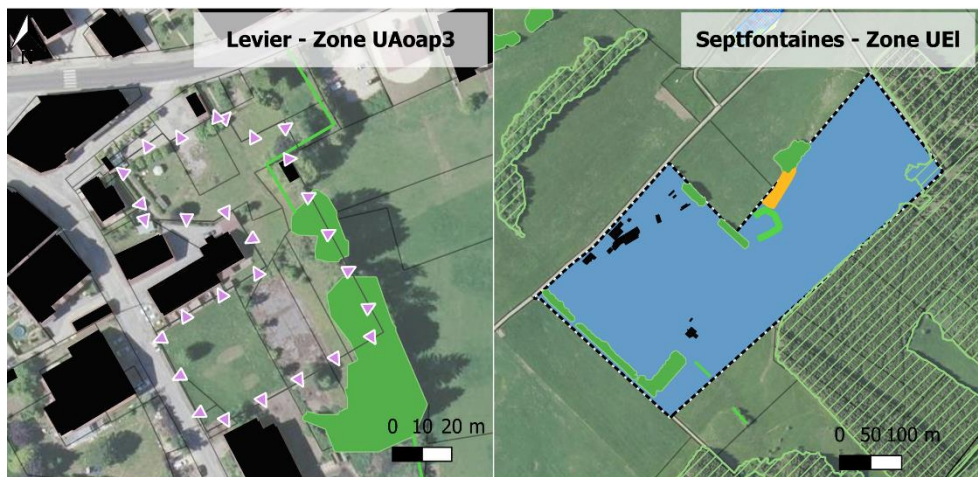 Levier - Zone UAoap3
Septfontaines - Zone UEl
N
0 10 20 m
0 50 100 m